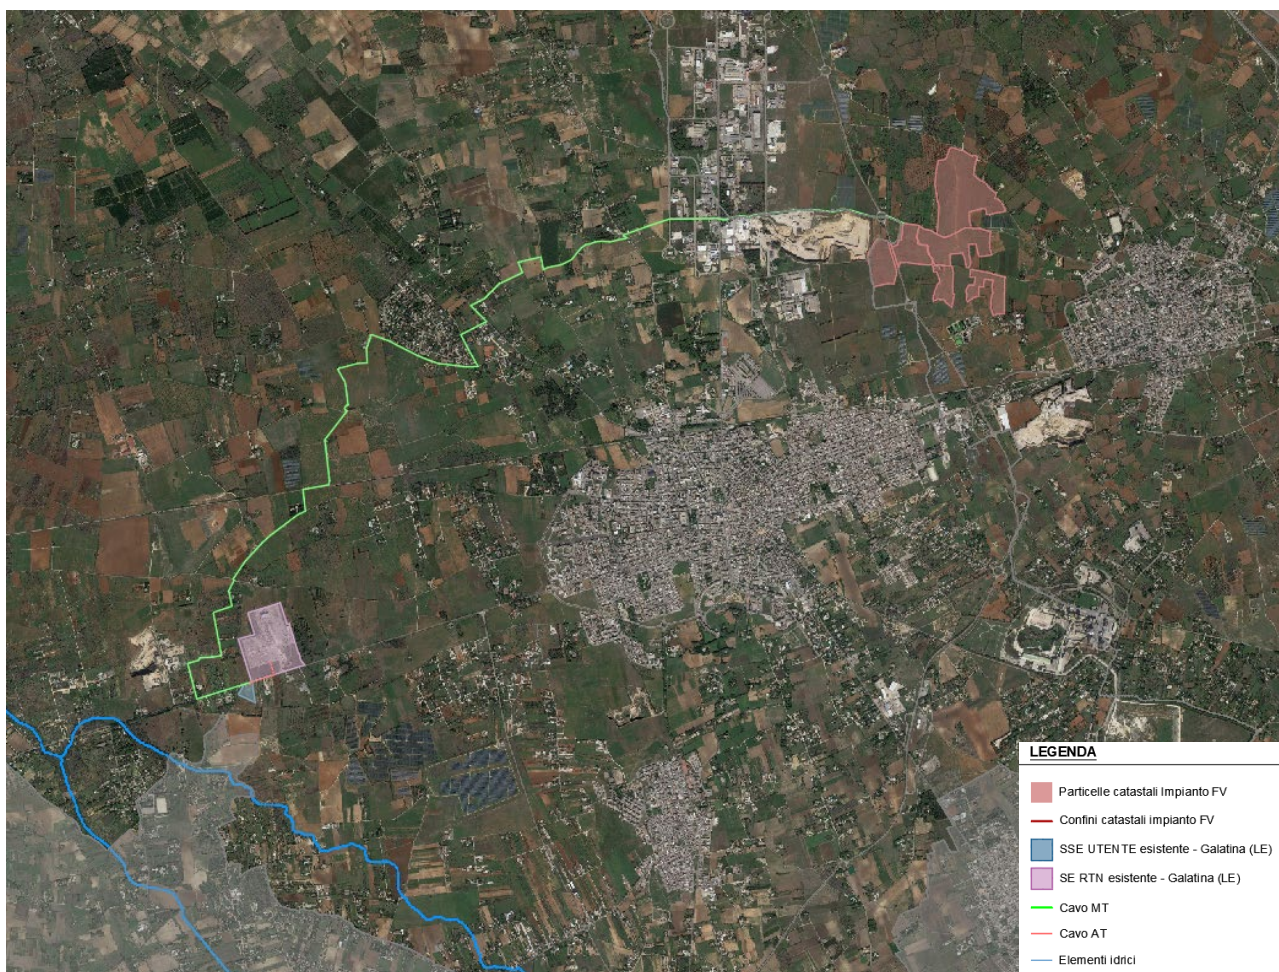 LEGENDA
Particelle catastali Impianto FV
Confini catastali impianto FV
SSE UTENTE esistente - Galatina (LE)
SE RTN esistente - Galatina (LE)
Cavo MT
Cavo AT
Elementi idrici